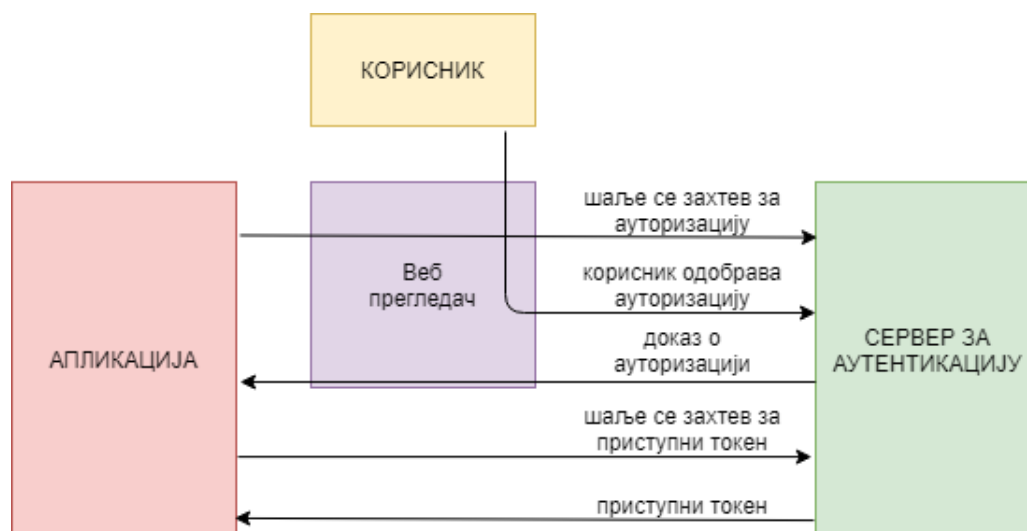 КОРИСНИК
шаље се захтев за
ауторизацију
Веб
прегледач
корисник одобрава
ауторизацију
АПЛИКАЦИЈА
СЕРВЕР ЗА
АУТЕНТИКАЦИЈУ
доказ о
ауторизацији
шаље се захтев за
приступни токен
приступни токен